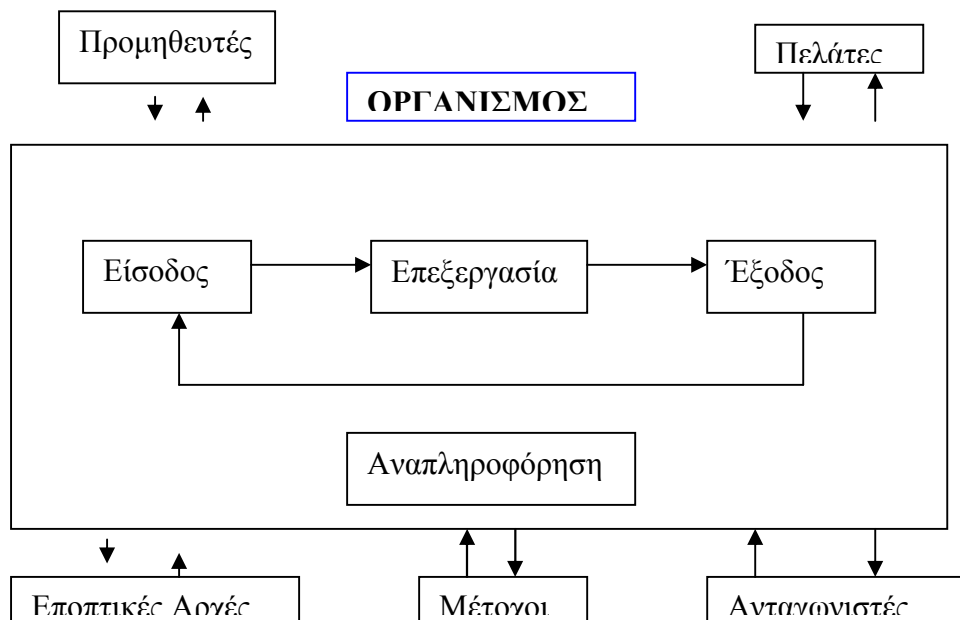 Προμηθευτές
Πελάτες
ΟΡΓΑΝΙΣΜΟΣ
Είσοδος
Επεξεργασία
Έξοδος
Αναπληροφόρηση
Εποπτικές Αρχές
Μέτοχοι
Ανταγωνιστές